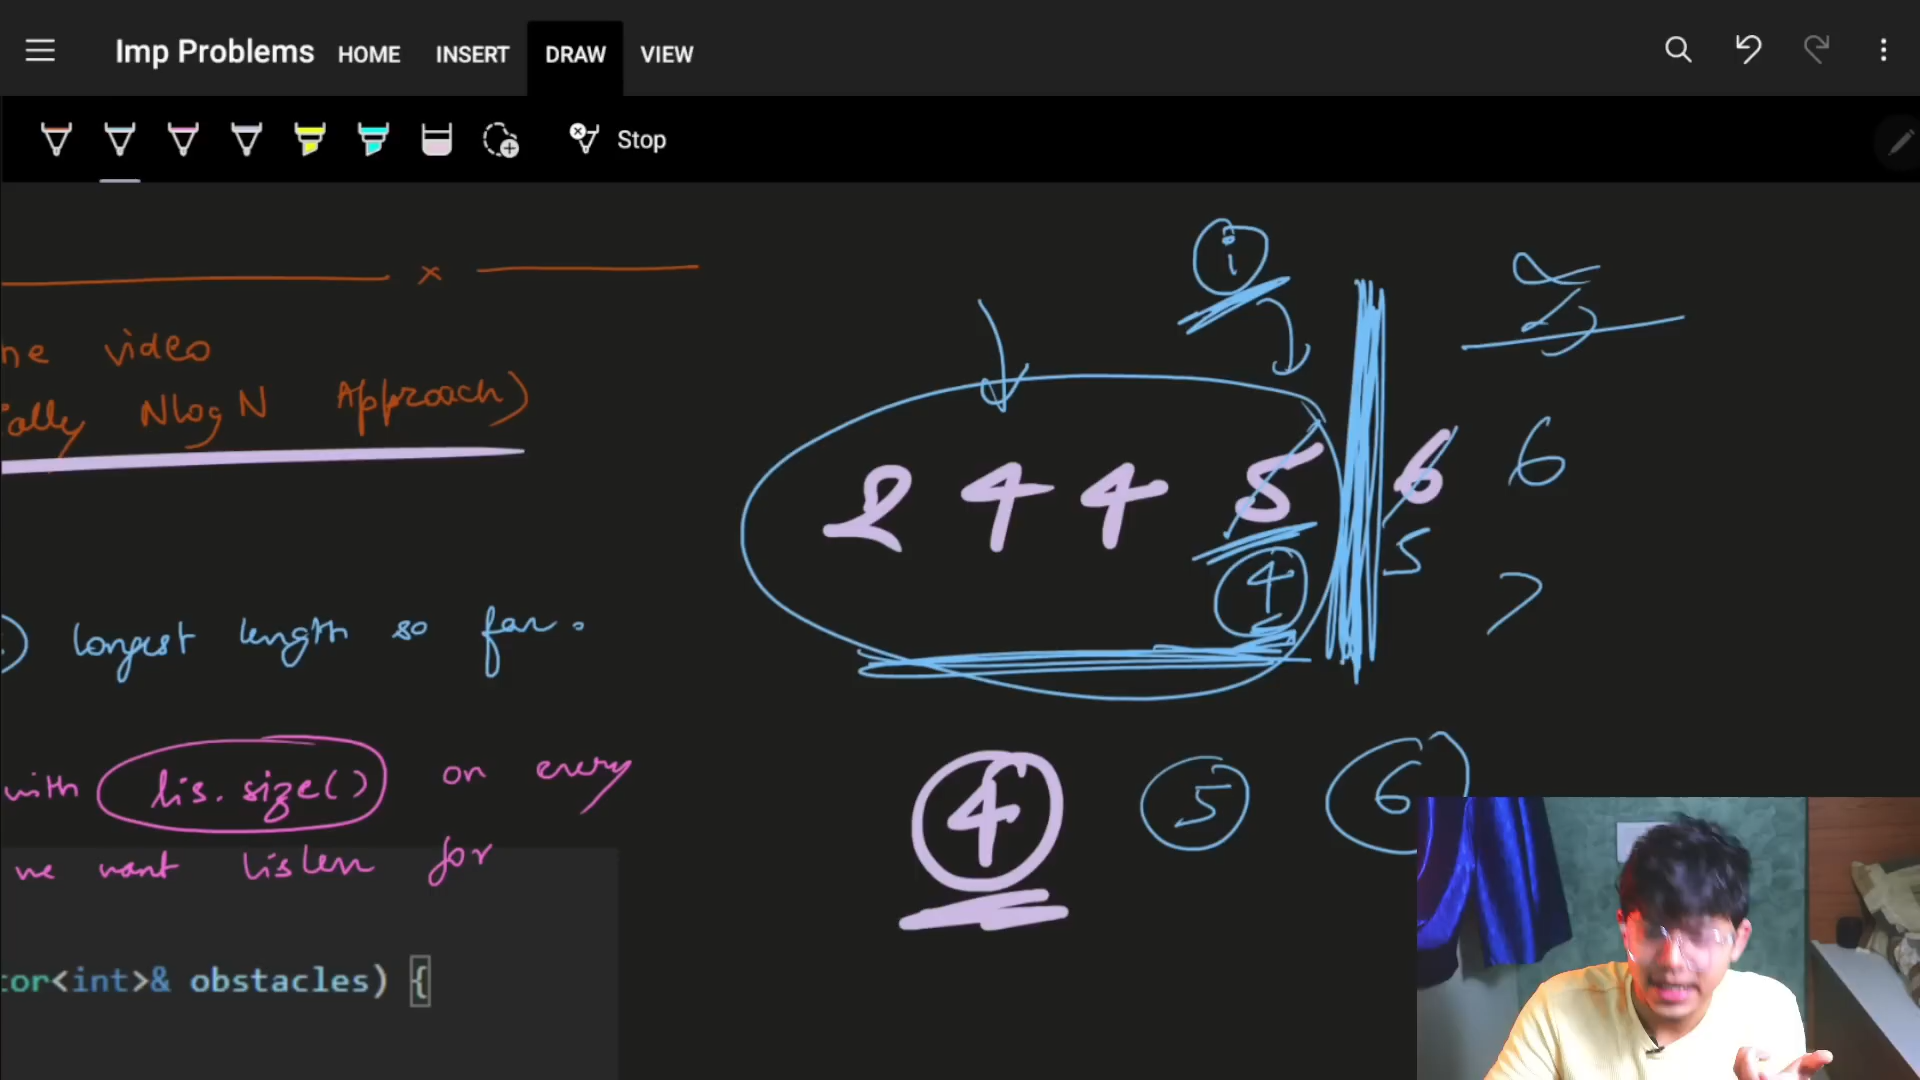 Imp Problems HOME INSERT DRAW VIEW
Stop
x
ne video
ally NlogN Approach)
i
2 4 4 5 6 6
4 5 7
) longest length so far.
with lis.size() on every
we want lislen for
4 5 6
tor<int>& obstacles) {